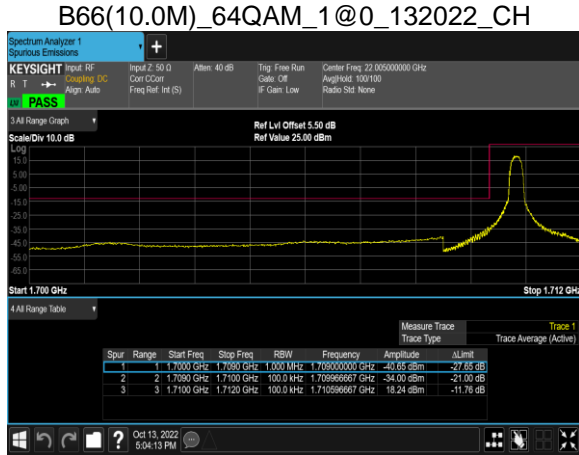 B66(10.0M)_64QAM_1@0_132022_CH
Spectrum Analyzer 1
Spurious Emissions
+
KEYSIGHT Input: RF Input Z: 50 Ω Atten: 40 dB Trig: Free Run Center Freq: 22.005000000 GHz
R T Coupling: DC Corr CCorr Gate: Off Avg|Hold: 100/100
Align: Auto Freq Ref: Int (S) IF Gain: Low Radio Std: None
LV PASS
3 All Range Graph Ref Lvl Offset 5.50 dB
Scale/Div 10.0 dB Ref Value 25.00 dBm
Log
15.0
5.00
-5.00
-15.0
-25.0
-35.0
-45.0
-55.0
-65.0
Start 1.700 GHz Stop 1.712 GHz
4 All Range Table
Measure Trace Trace 1
Trace Type Trace Average (Active)
Spur Range Start Freq Stop Freq RBW Frequency Amplitude ΔLimit
1 1 1.7000 GHz 1.7090 GHz 1.000 MHz 1.709000000 GHz -40.65 dBm -27.65 dB
2 2 1.7090 GHz 1.7100 GHz 100.0 kHz 1.709966667 GHz -34.00 dBm -21.00 dB
3 3 1.7100 GHz 1.7120 GHz 100.0 kHz 1.710596667 GHz 18.24 dBm -11.76 dB
? Oct 13, 2022
5:04:13 PM